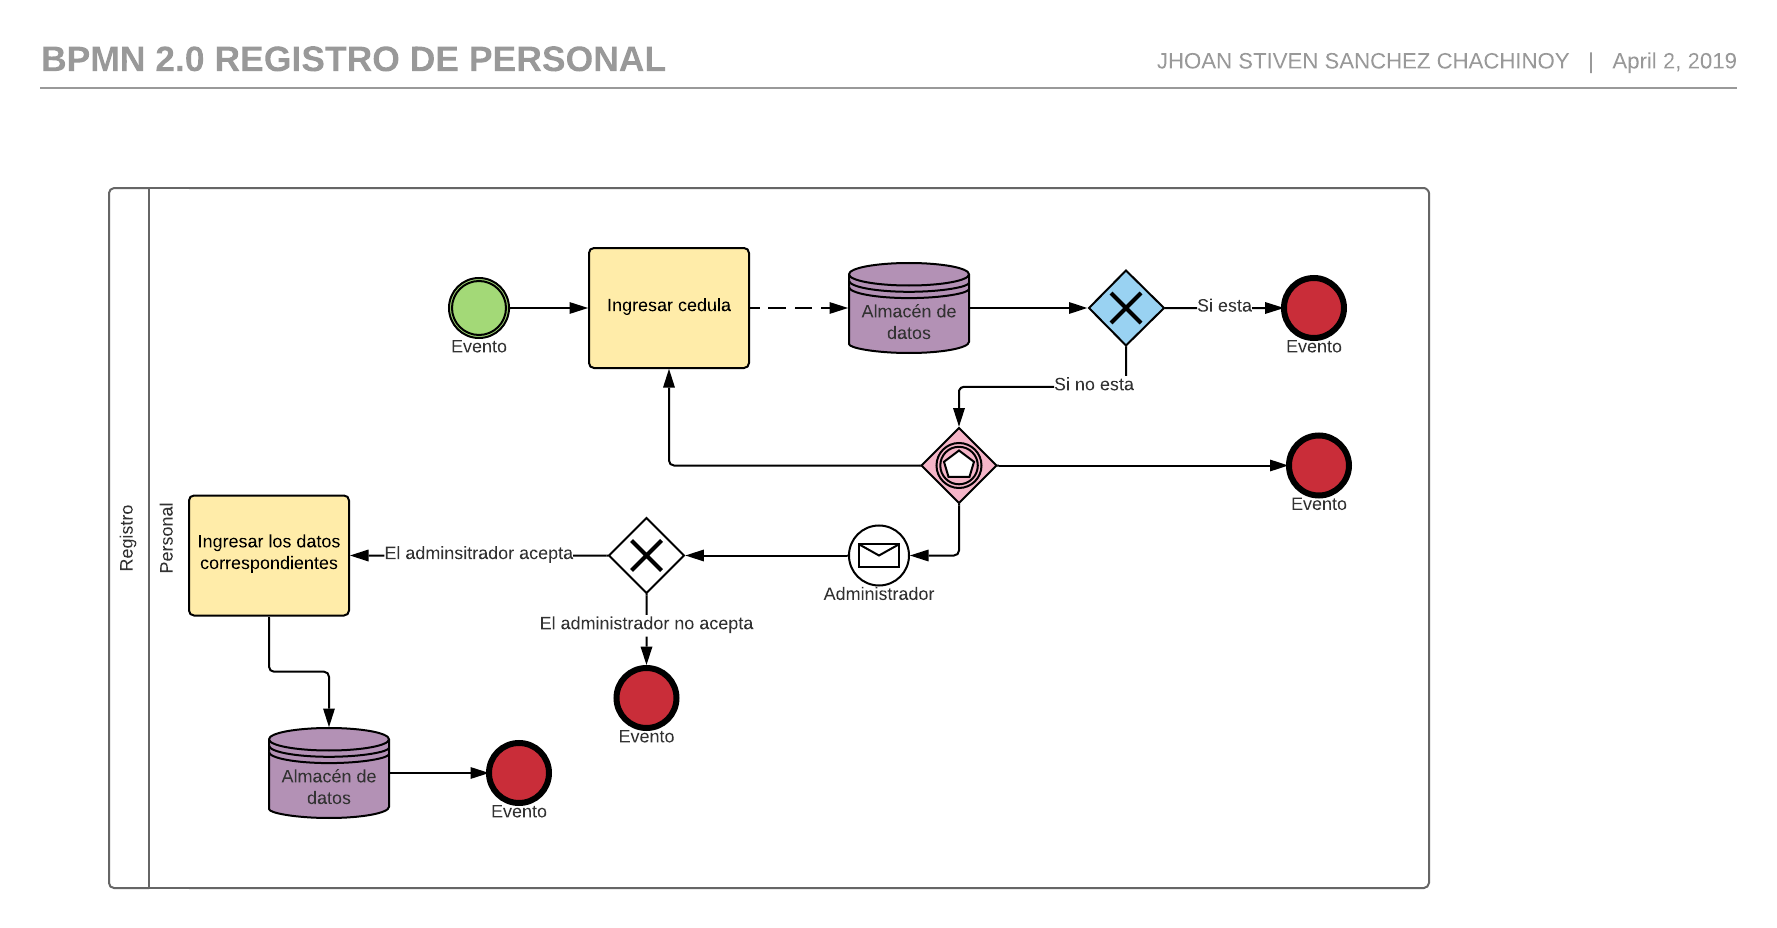 BPMN 2.0 REGISTRO DE PERSONAL
JHOAN STIVEN SANCHEZ CHACHINOY | April 2, 2019
Registro
Personal
Evento
Ingresar cedula
Almacén de
datos
Si esta
Evento
Si no esta
Evento
Administrador
El adminsitrador acepta
Ingresar los datos
correspondientes
El administrador no acepta
Evento
Almacén de
datos
Evento